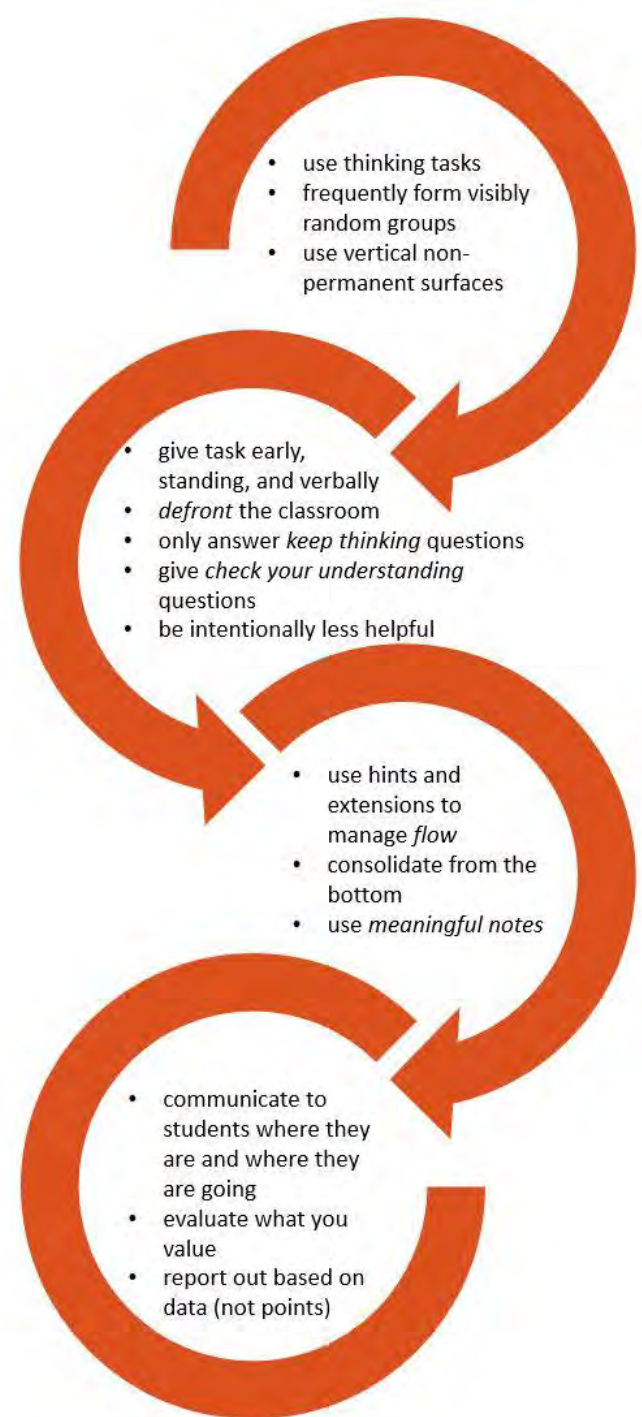 • use thinking tasks
• frequently form visibly
random groups
• use vertical non-
permanent surfaces
• give task early,
standing, and verbally
• defront the classroom
• only answer keep thinking questions
• give check your understanding
questions
• be intentionally less helpful
• use hints and
extensions to
manage flow
• consolidate from the
bottom
• use meaningful notes
• communicate to
students where they
are and where they
are going
• evaluate what you
value
• report out based on
data (not points)